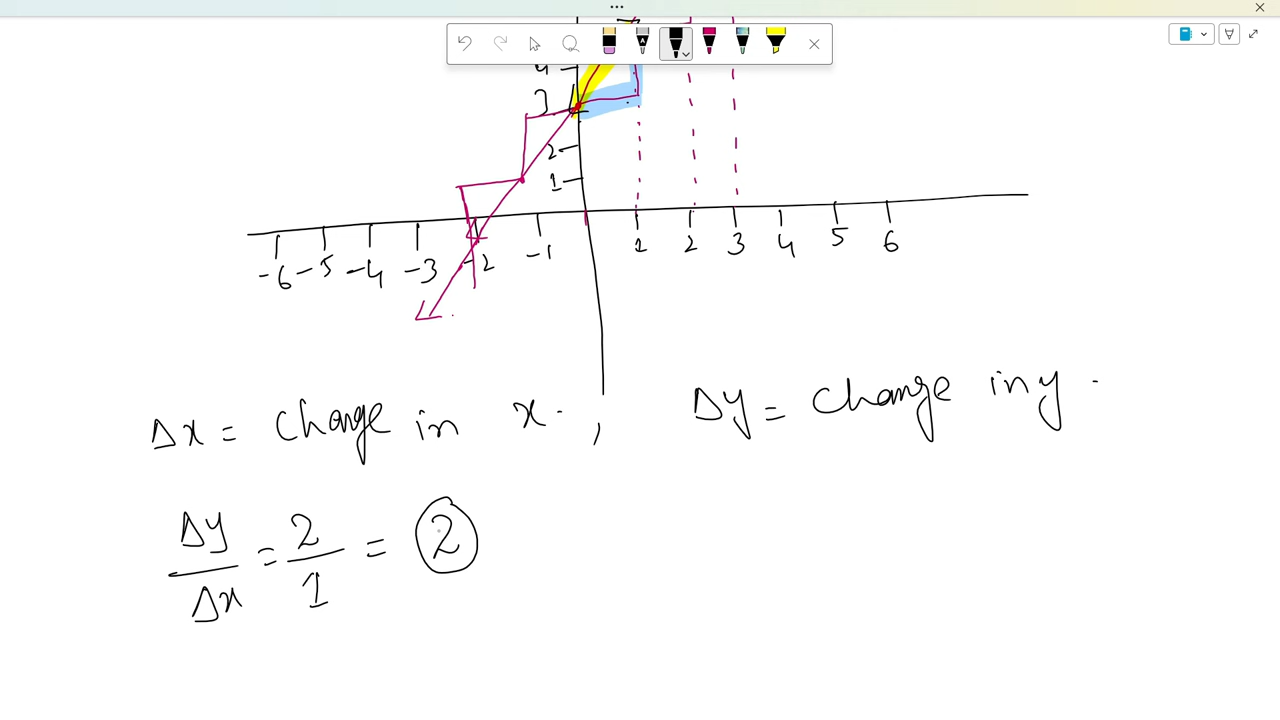 4
3
2
1
-6 -5 -4 -3 -2 -1 1 2 3 4 5 6
Δx = change in x. , Δy = change in y.
Δy/Δx = 2/1 = 2